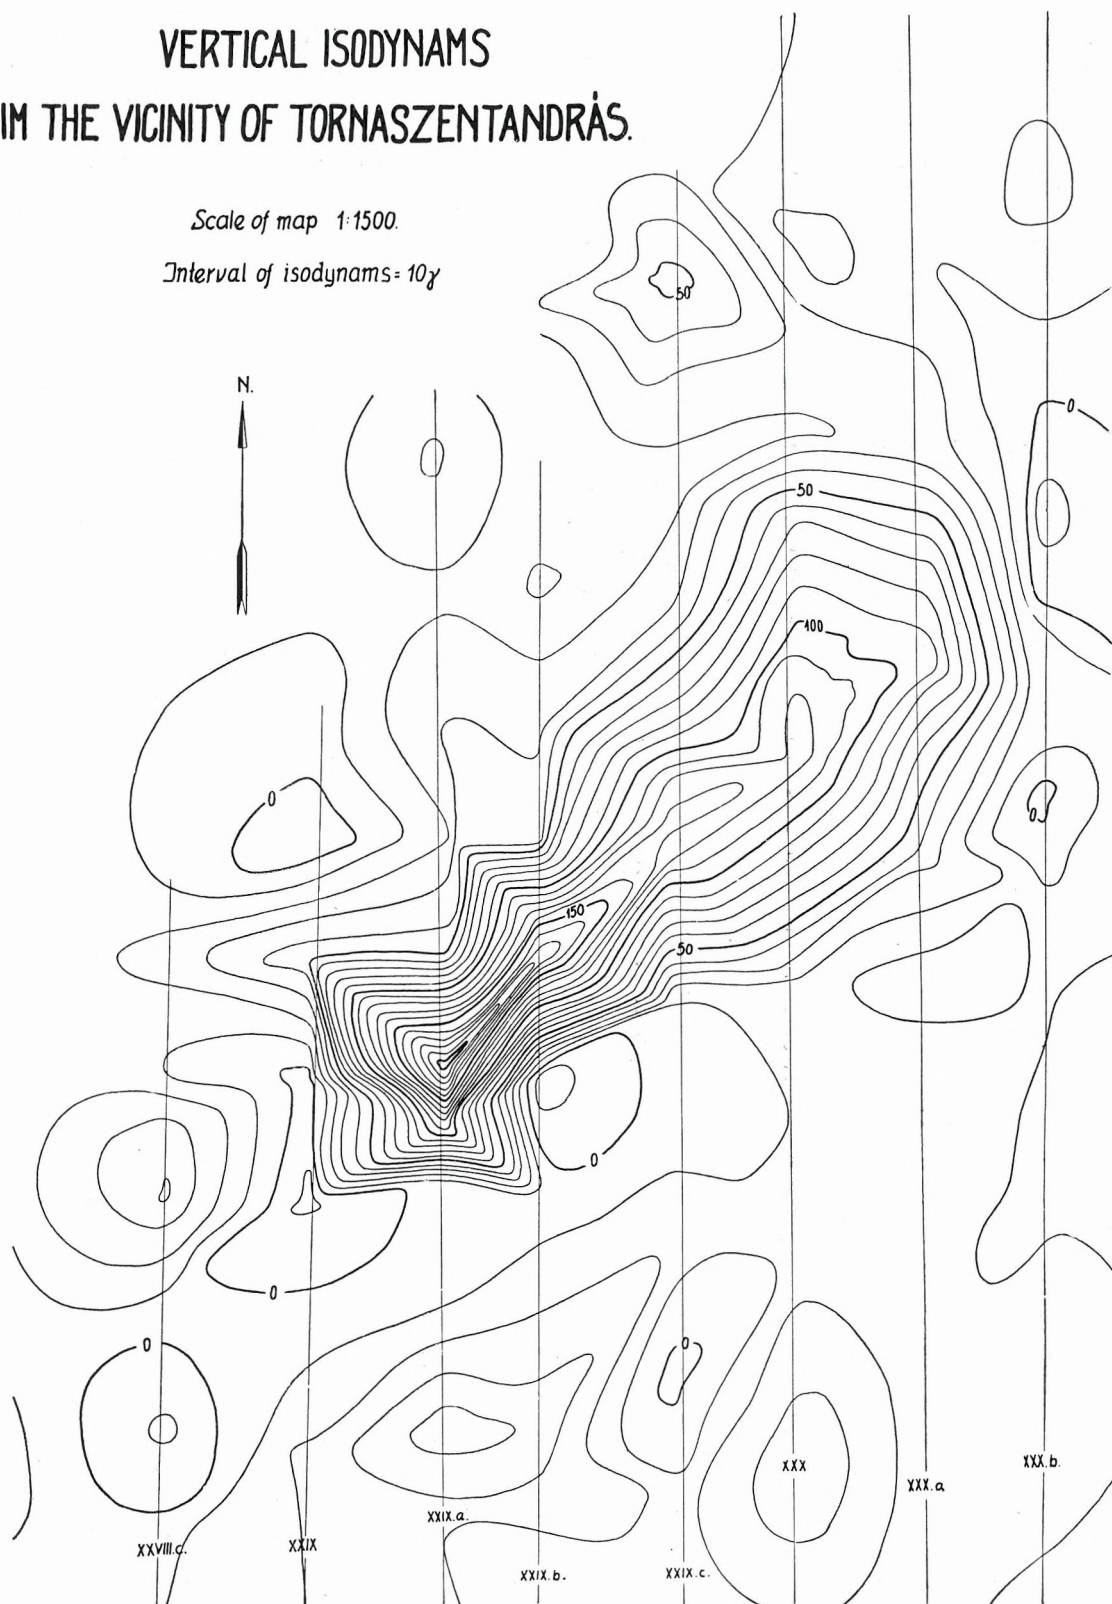 VERTICAL ISODYNAMS
IM THE VICINITY OF TORNASZENTANDRÁS.
Scale of map 1:1500.
Interval of isodynams = 10γ
N.
50
0
50
100
0
0
150
50
0
0
0
0
XXX
XXX.b.
XXX.a
XXIX.a.
XXVIII.c.
XXIX
XXIX.b.
XXIX.c.